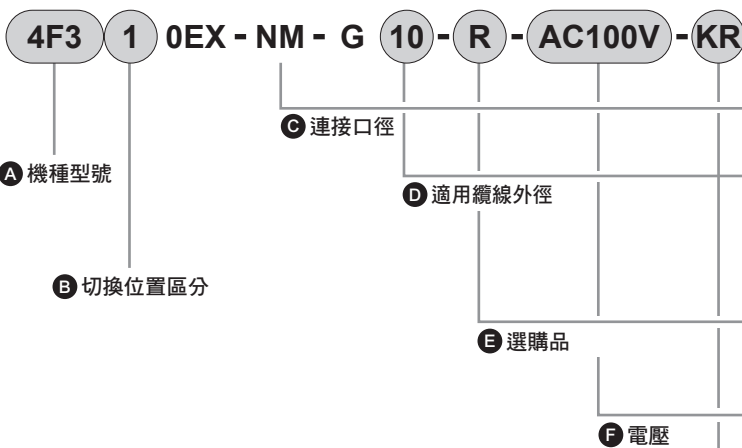 4F3 1 0EX - NM - G 10 - R - AC100V - KR
C 連接口徑
A 機種型號
D 適用纜線外徑
B 切換位置區分
E 選購品
F 電壓